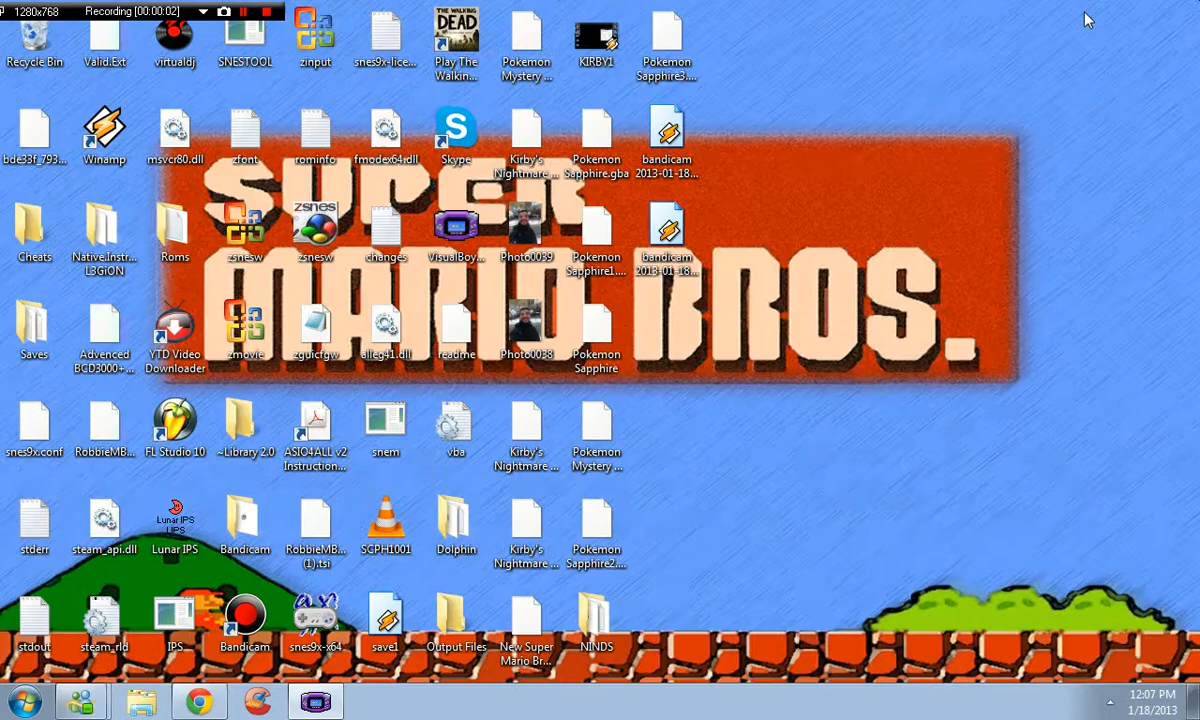 1280x768 Recording [00:00:02]
Recycle Bin
Valid.Ext
virtualdj
SNESTOOL
zinput
snes9x-lice...
THE WALKING DEAD
Play The
Walkin...
Pokemon
Mystery ...
KIRBY1
Pokemon
Sapphire3....
bde33f_793...
Winamp
msvcr80.dll
zfont
rominfo
fmodex64.dll
S
Skype
Kirby's
Nightmare ...
Pokemon
Sapphire.gba
bandicam
2013-01-18...
SUPER
MARIO BROS.
Cheats
Native.Instr...
L3GiON
Roms
zsnesw
ZSNES
zsnesw
changes
VisualBoy...
Photo0039
Pokemon
Sapphire1....
bandicam
2013-01-18...
Saves
Advanced
BCD3000+...
YTD Video
Downloader
zmovie
zguicfgw
alleg41.dll
readme
Photo0038
Pokemon
Sapphire
snes9x.conf
RobbieMB...
FL Studio 10
~Library 2.0
ASIO4ALL v2
Instruction...
snem
vba
Kirby's
Nightmare ...
Pokemon
Mystery ...
stderr
steam_api.dll
Lunar IPS
LIPS
Lunar IPS
Bandicam
RobbieMB...
(1).tsi
SCPH1001
Dolphin
Kirby's
Nightmare ...
Pokemon
Sapphire2....
stdout
steam_rld
IPS
Bandicam
snes9x-x64
save1
Output Files
New Super
Mario Br...
NINDS
12:07 PM
1/18/2013